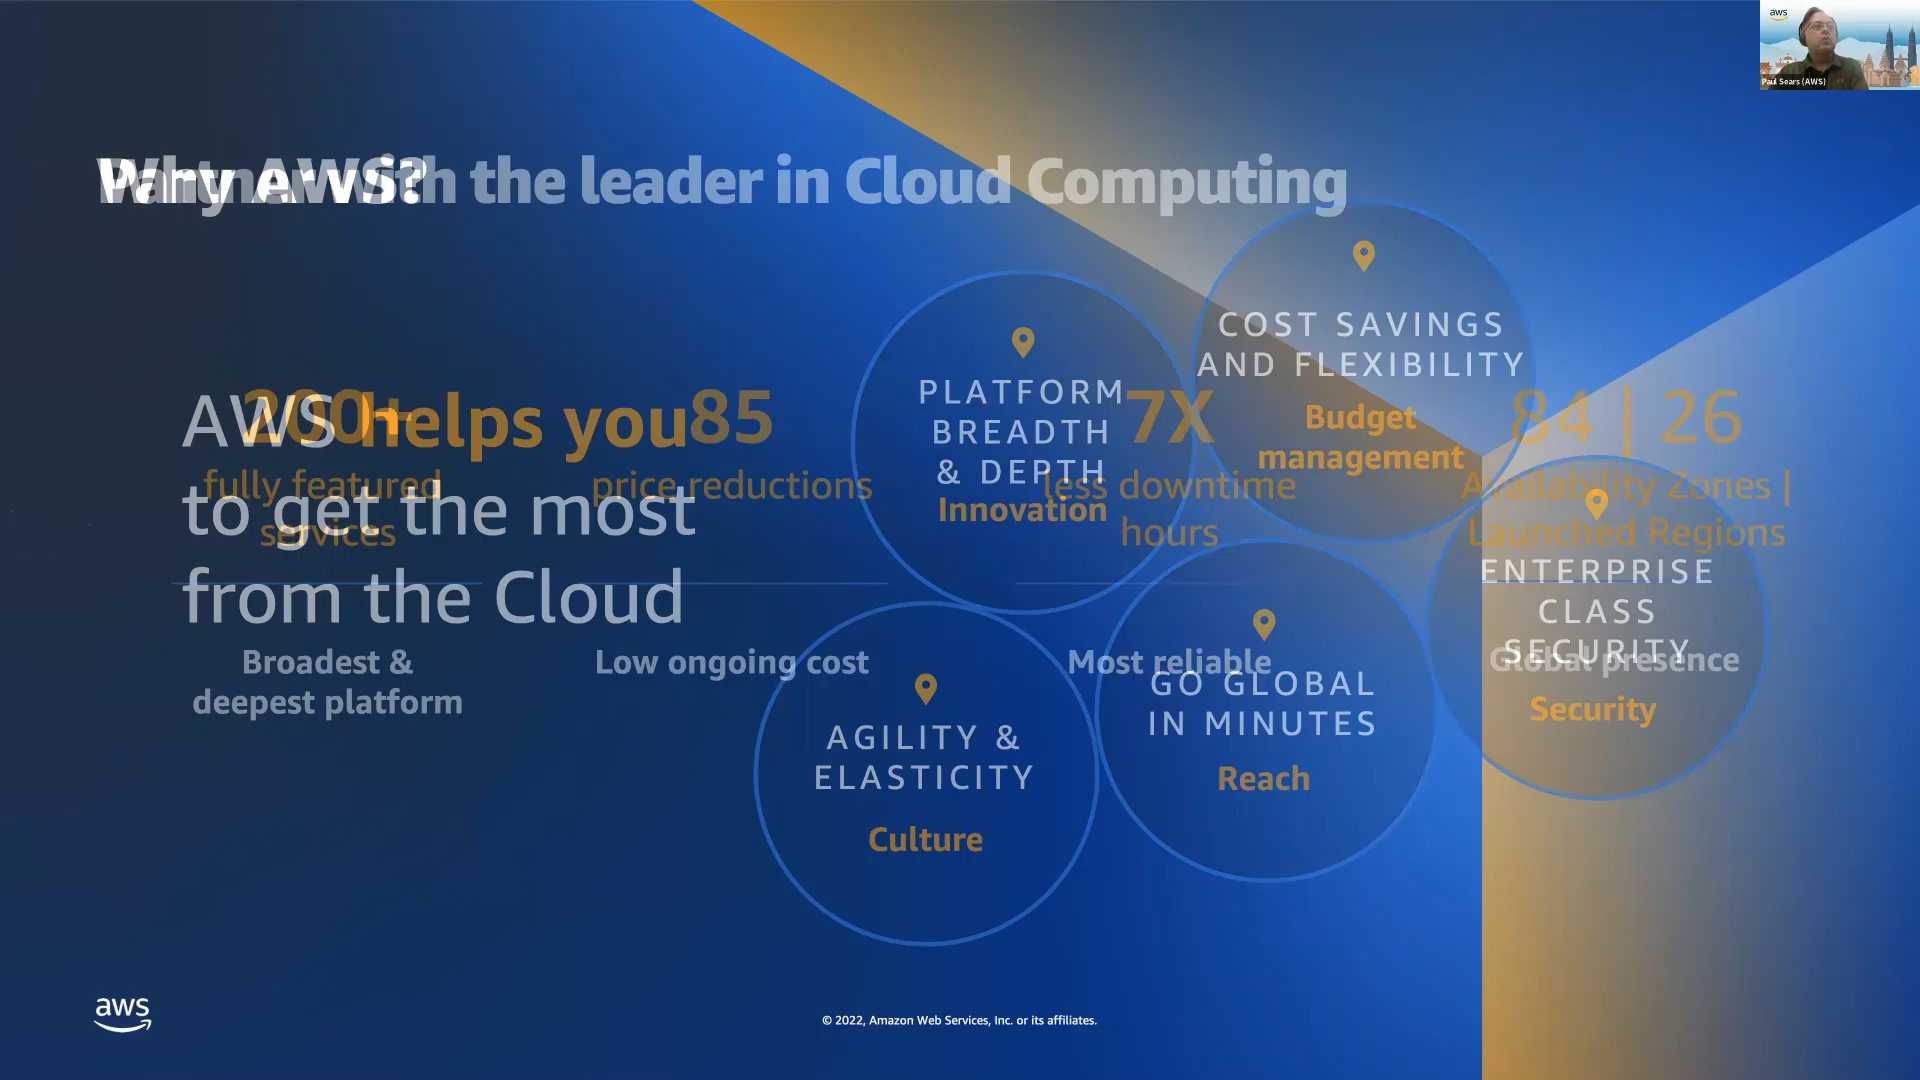 aws
Paul Sears (AWS)
Why AWS?
Partner with the leader in Cloud Computing
AWS helps you
to get the most
from the Cloud
PLATFORM
BREADTH
& DEPTH
Innovation
COST SAVINGS
AND FLEXIBILITY
Budget
management
AGILITY &
ELASTICITY
Culture
GO GLOBAL
IN MINUTES
Reach
ENTERPRISE
CLASS
SECURITY
Security
200+
fully featured
services
Broadest &
deepest platform
85
price reductions
Low ongoing cost
7X
less downtime
hours
Most reliable
84 | 26
Availability Zones |
Launched Regions
Global presence
aws
© 2022, Amazon Web Services, Inc. or its affiliates.